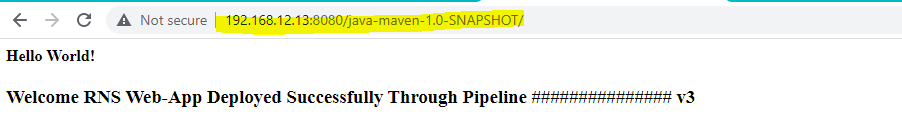 Not secure | 192.168.12.13:8080/java-maven-1.0-SNAPSHOT/
Hello World!
Welcome RNS Web-App Deployed Successfully Through Pipeline ############### v3